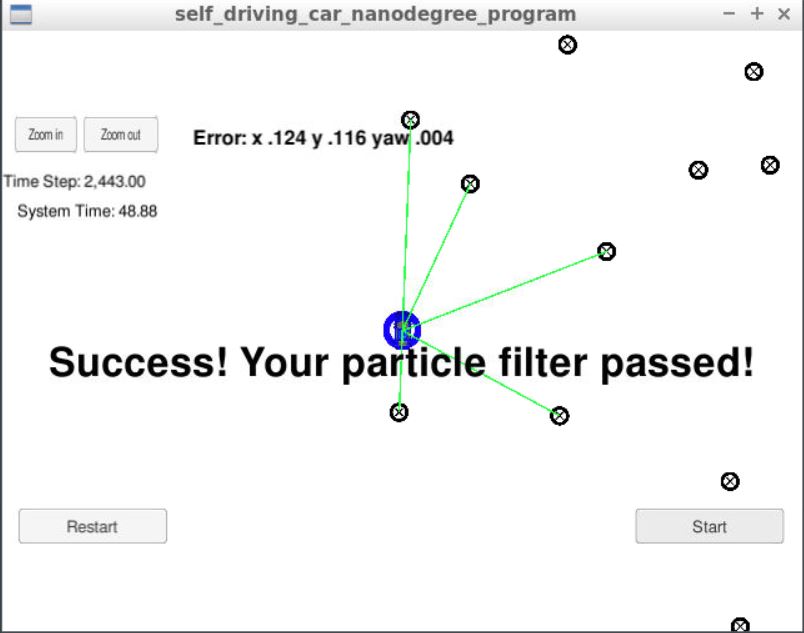 self_driving_car_nanodegree_program
Zoom in
Zoom out
Error: x .124 y .116 yaw .004
Time Step: 2,443.00
System Time: 48.88
Success! Your particle filter passed!
Restart
Start